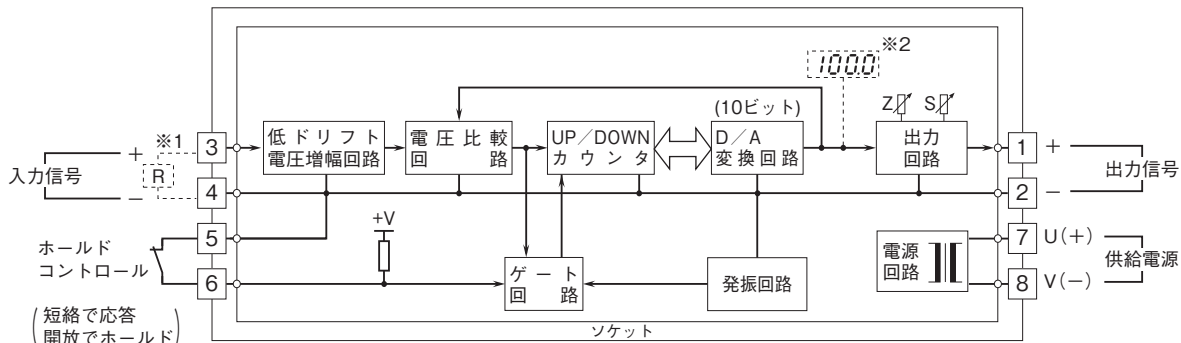 ※2
100.0
(10ビット)
Z S
※1
3
低ドリフト
電圧増幅回路
電圧比較
回路
UP／DOWN
カウンタ
D／A
変換回路
出力
回路
1 +
入力信号
+
R
−
4
2 −
出力信号
5
+V
ホールド
コントロール
6
ゲート
回路
発振回路
電源
回路
7 U(+)
8 V(−)
供給電源
(短絡で応答
開放でホールド)
ソケット